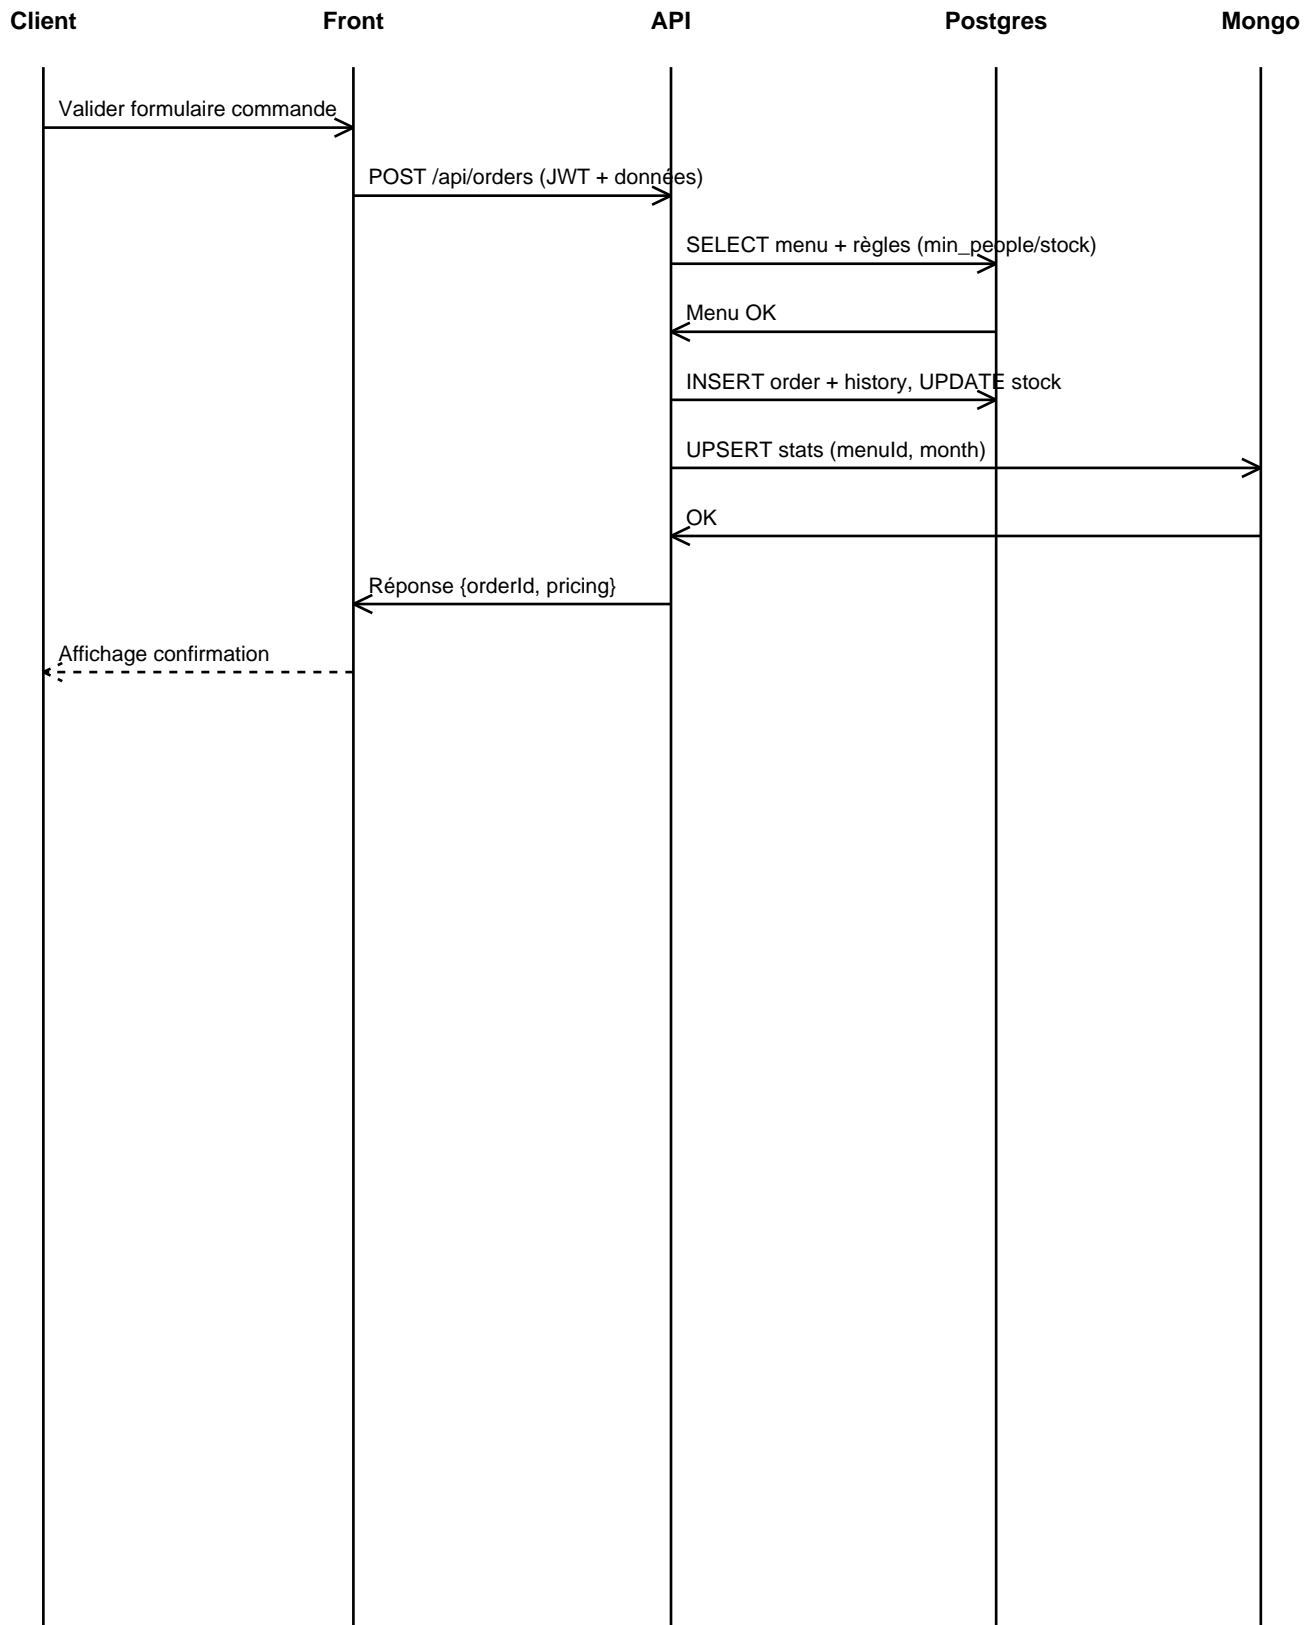 Client Front API Postgres Mongo
Valider formulaire commande
POST /api/orders (JWT + données)
SELECT menu + règles (min_people/stock)
Menu OK
INSERT order + history, UPDATE stock
UPSERT stats (menuId, month)
OK
Réponse {orderId, pricing}
Affichage confirmation